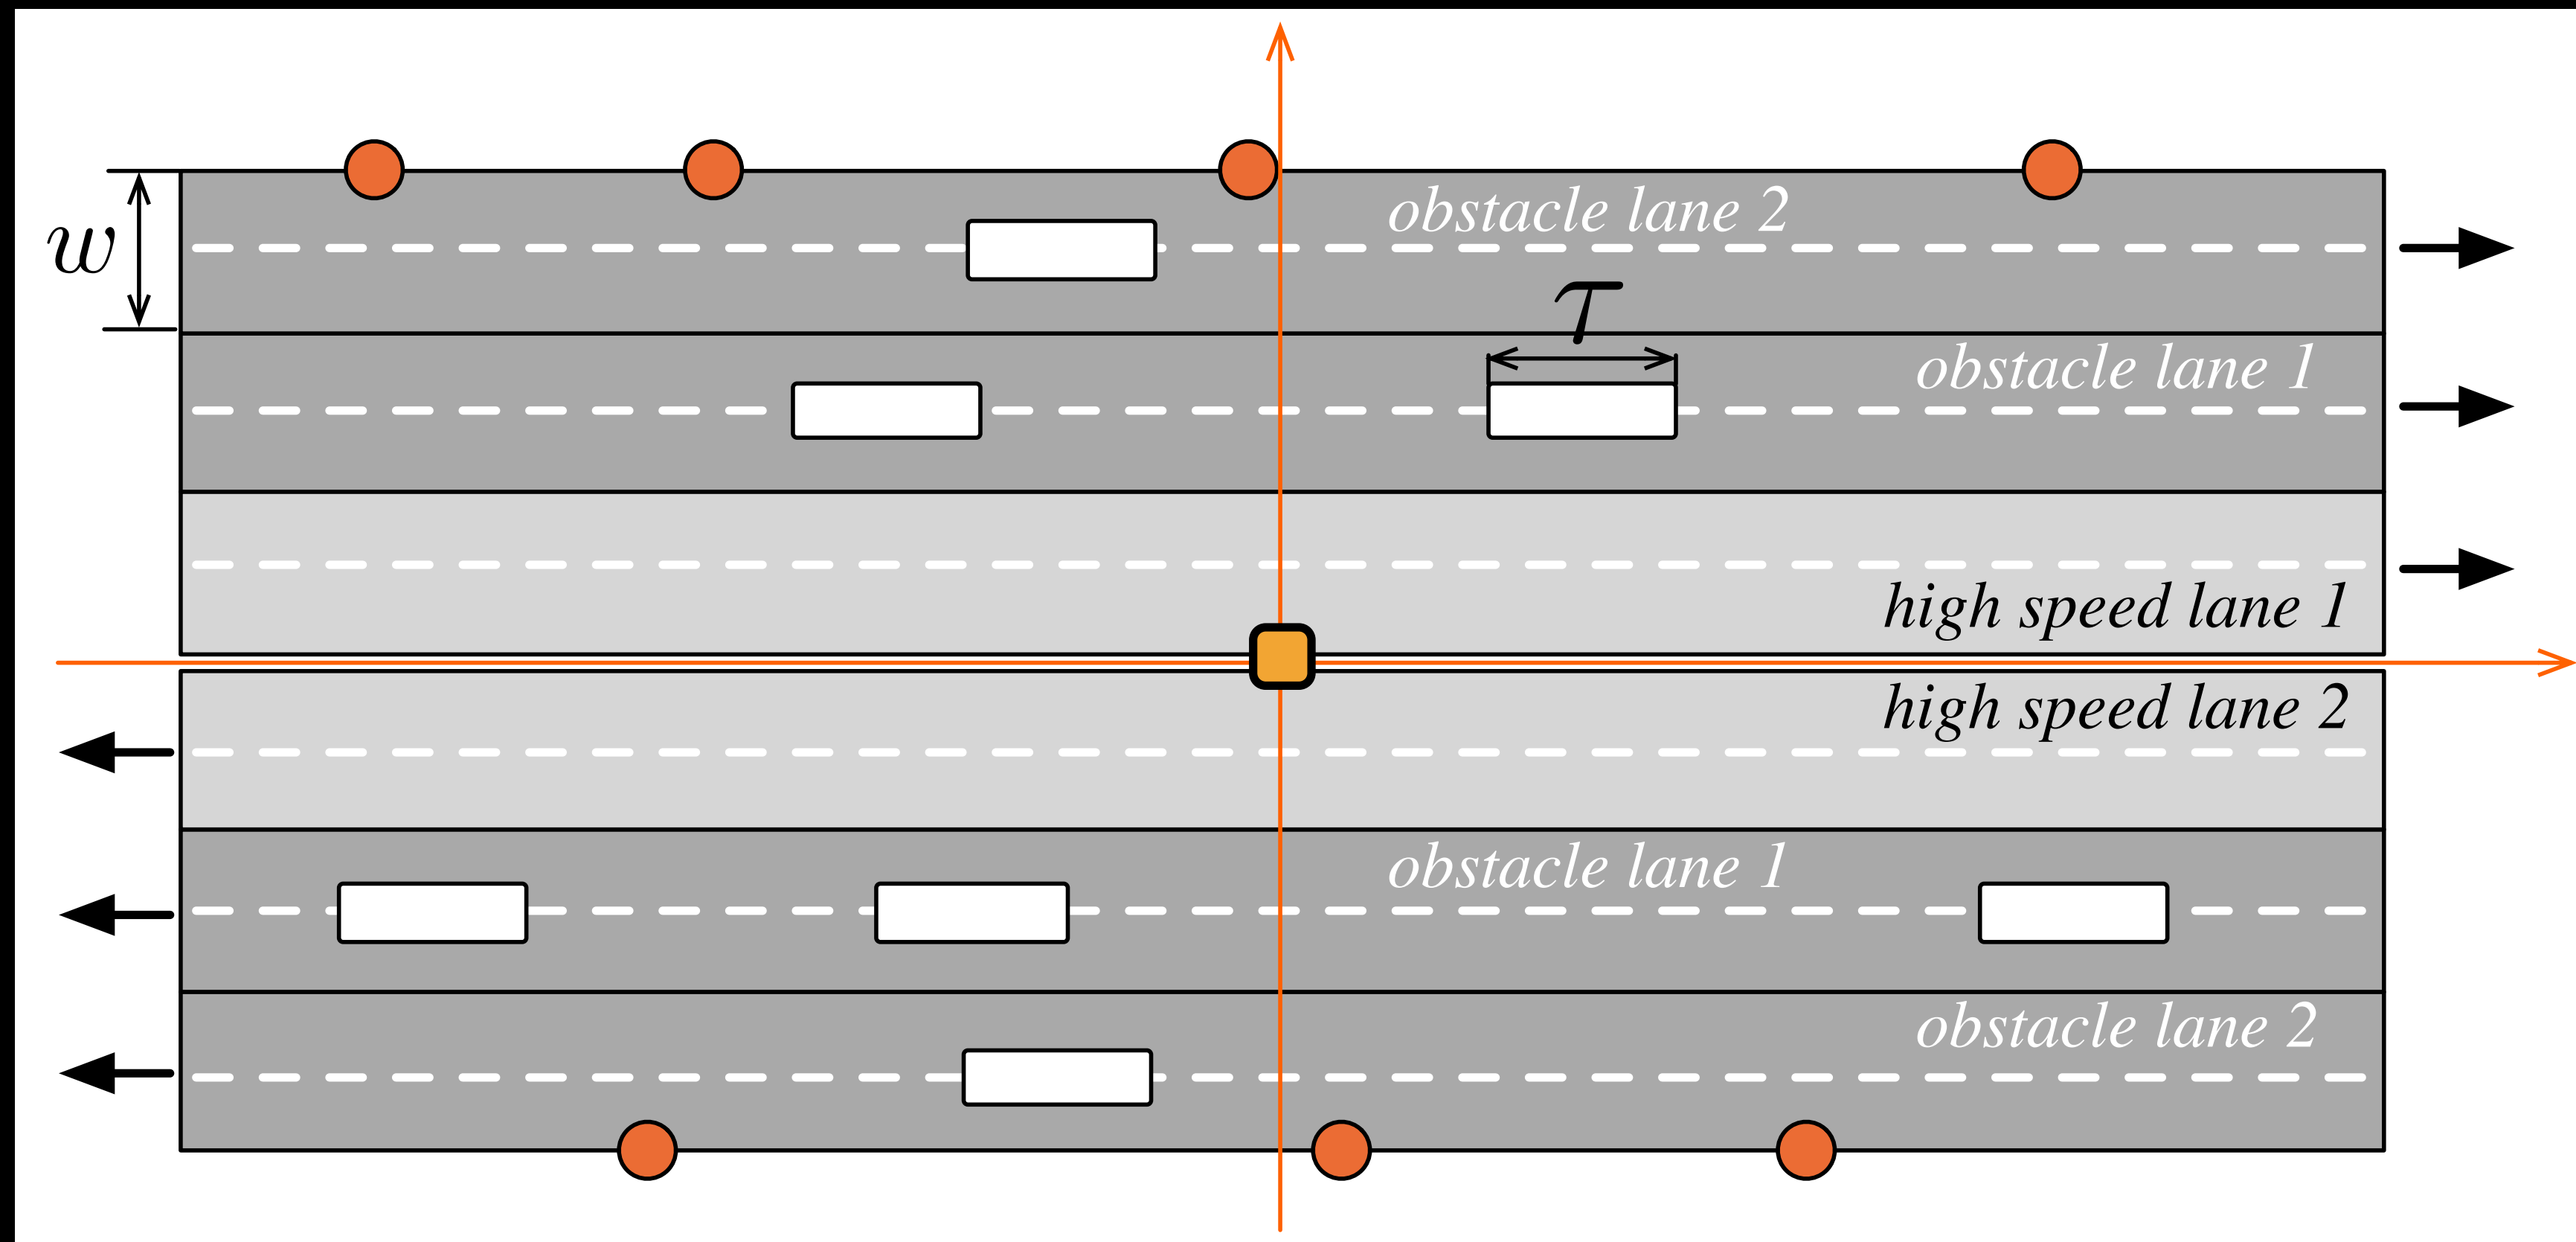 obstacle lane 2
w
τ
obstacle lane 1
high speed lane 1
high speed lane 2
obstacle lane 1
obstacle lane 2